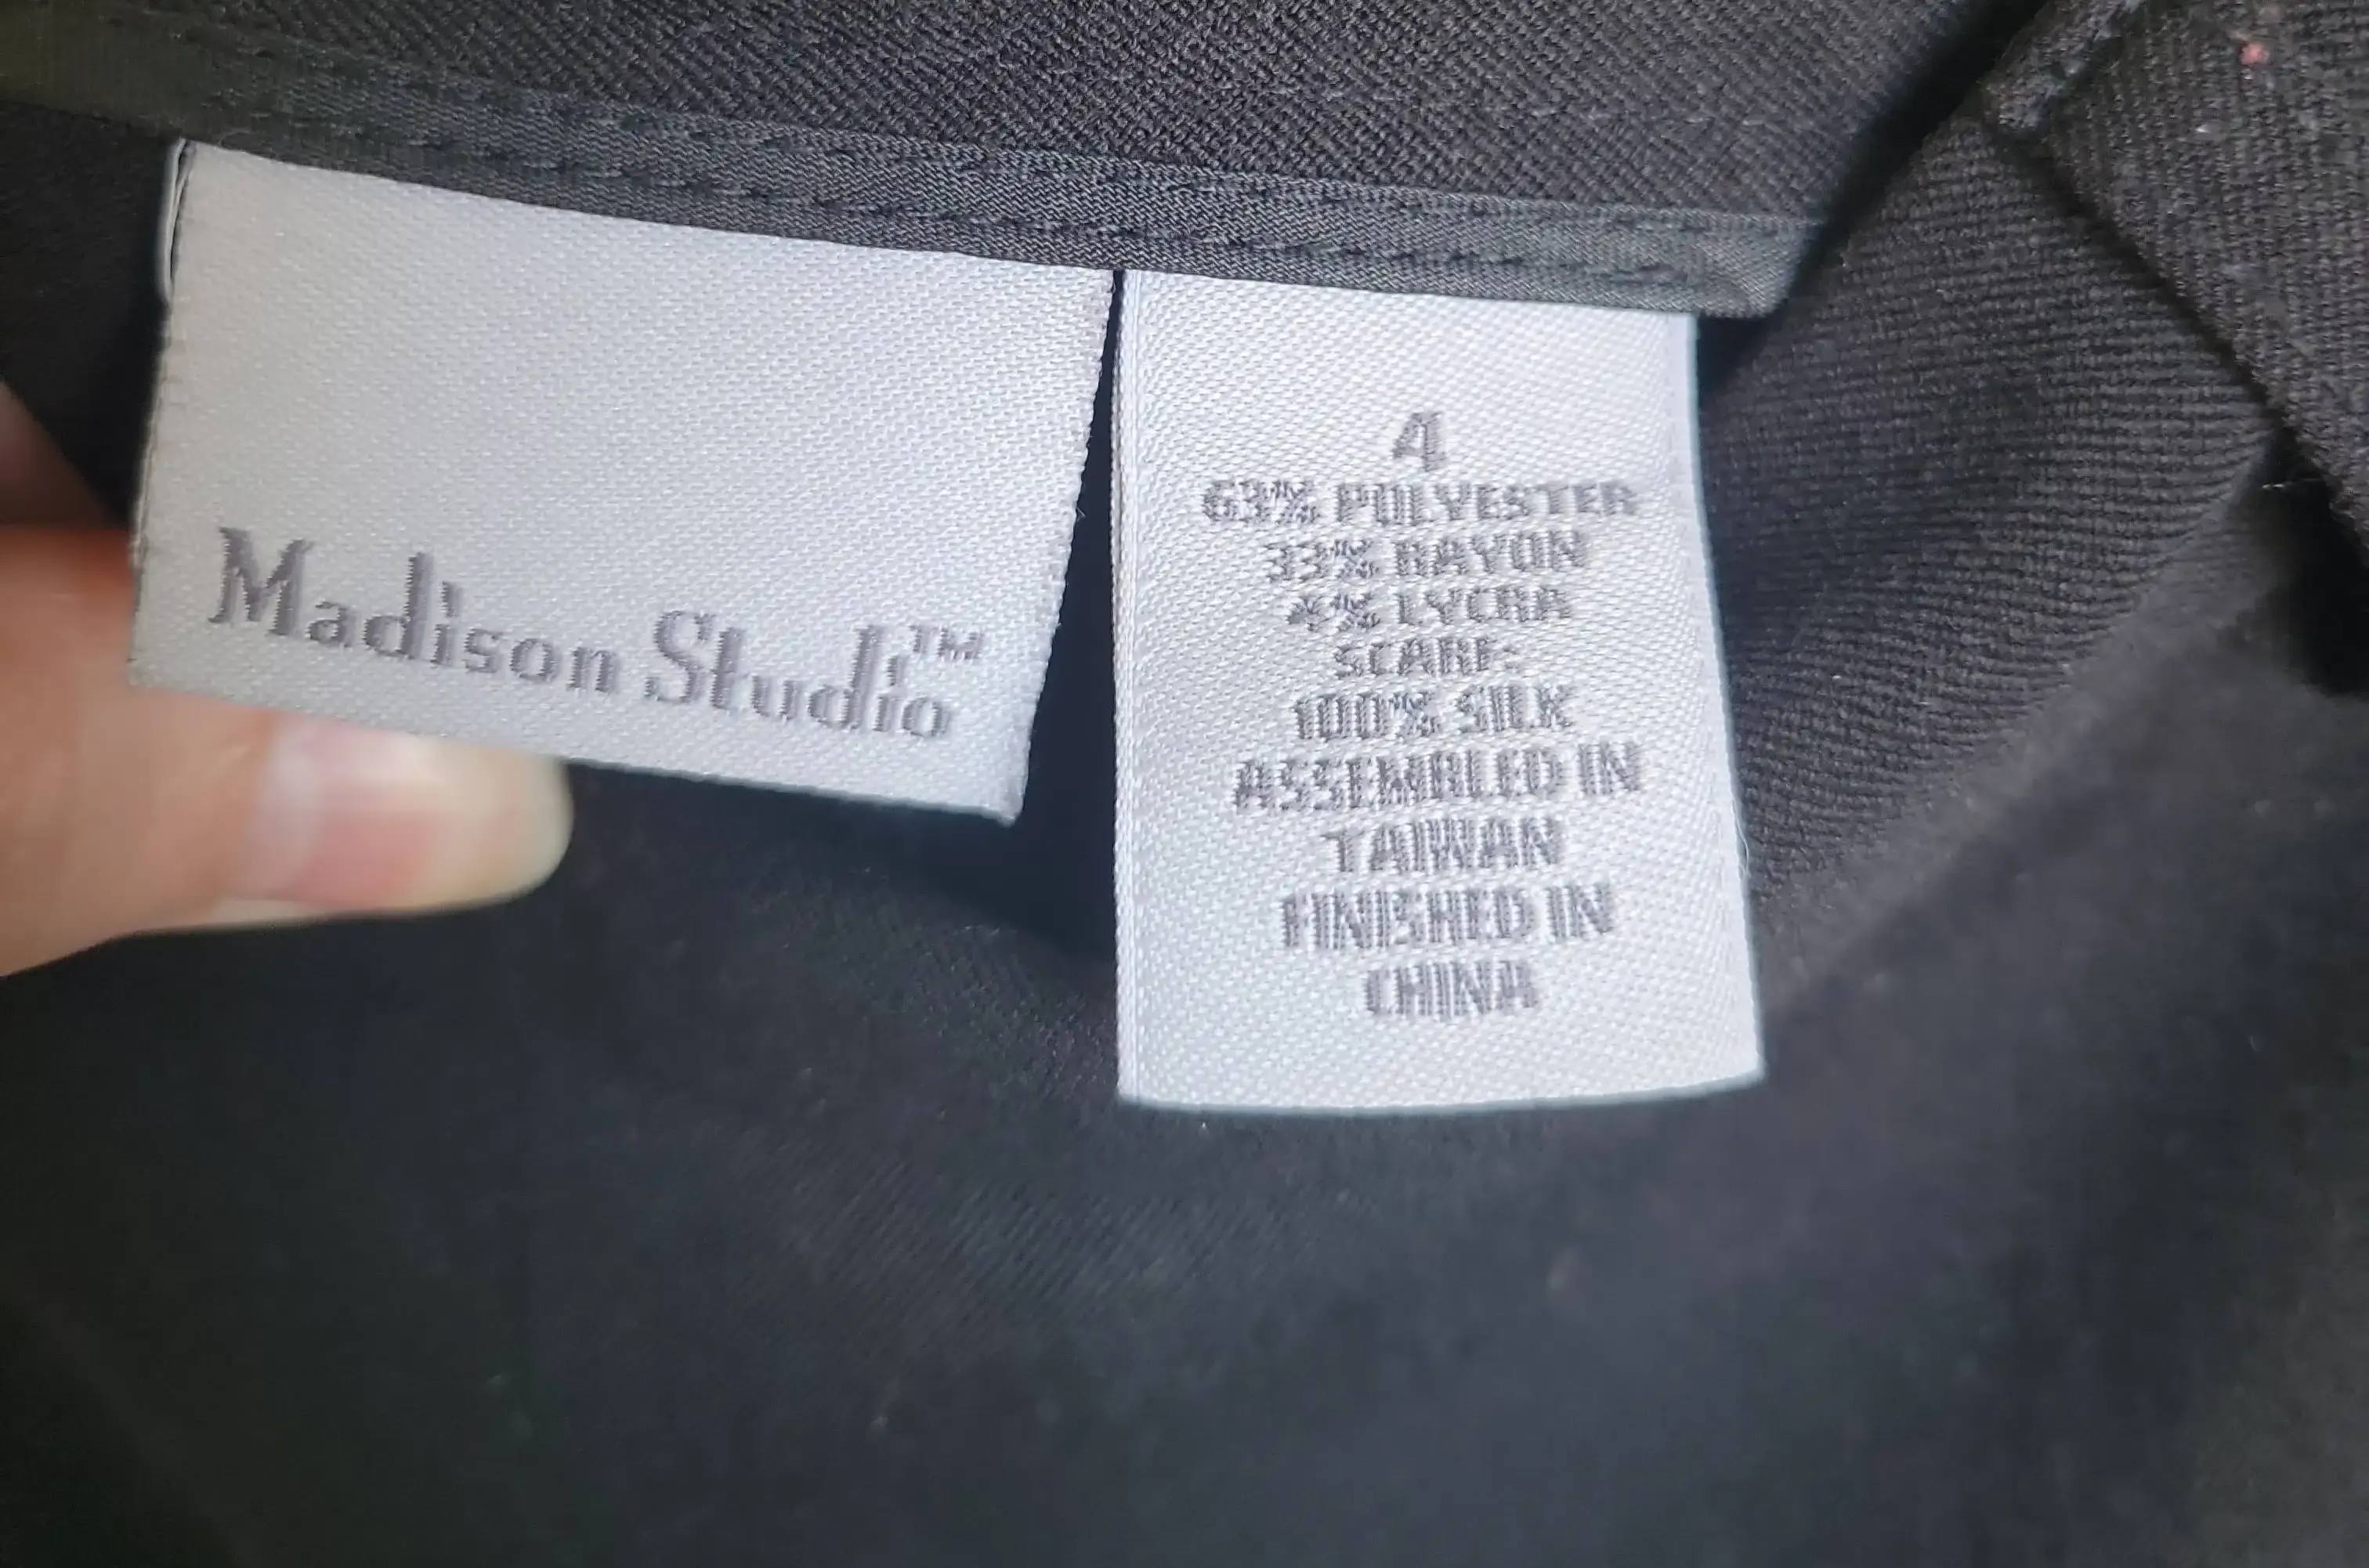 Madison Studio™
4
63% POLYESTER
33% RAYON
4% LYCRA
SCARF:
100% SILK
ASSEMBLED IN
TAIWAN
FINISHED IN
CHINA